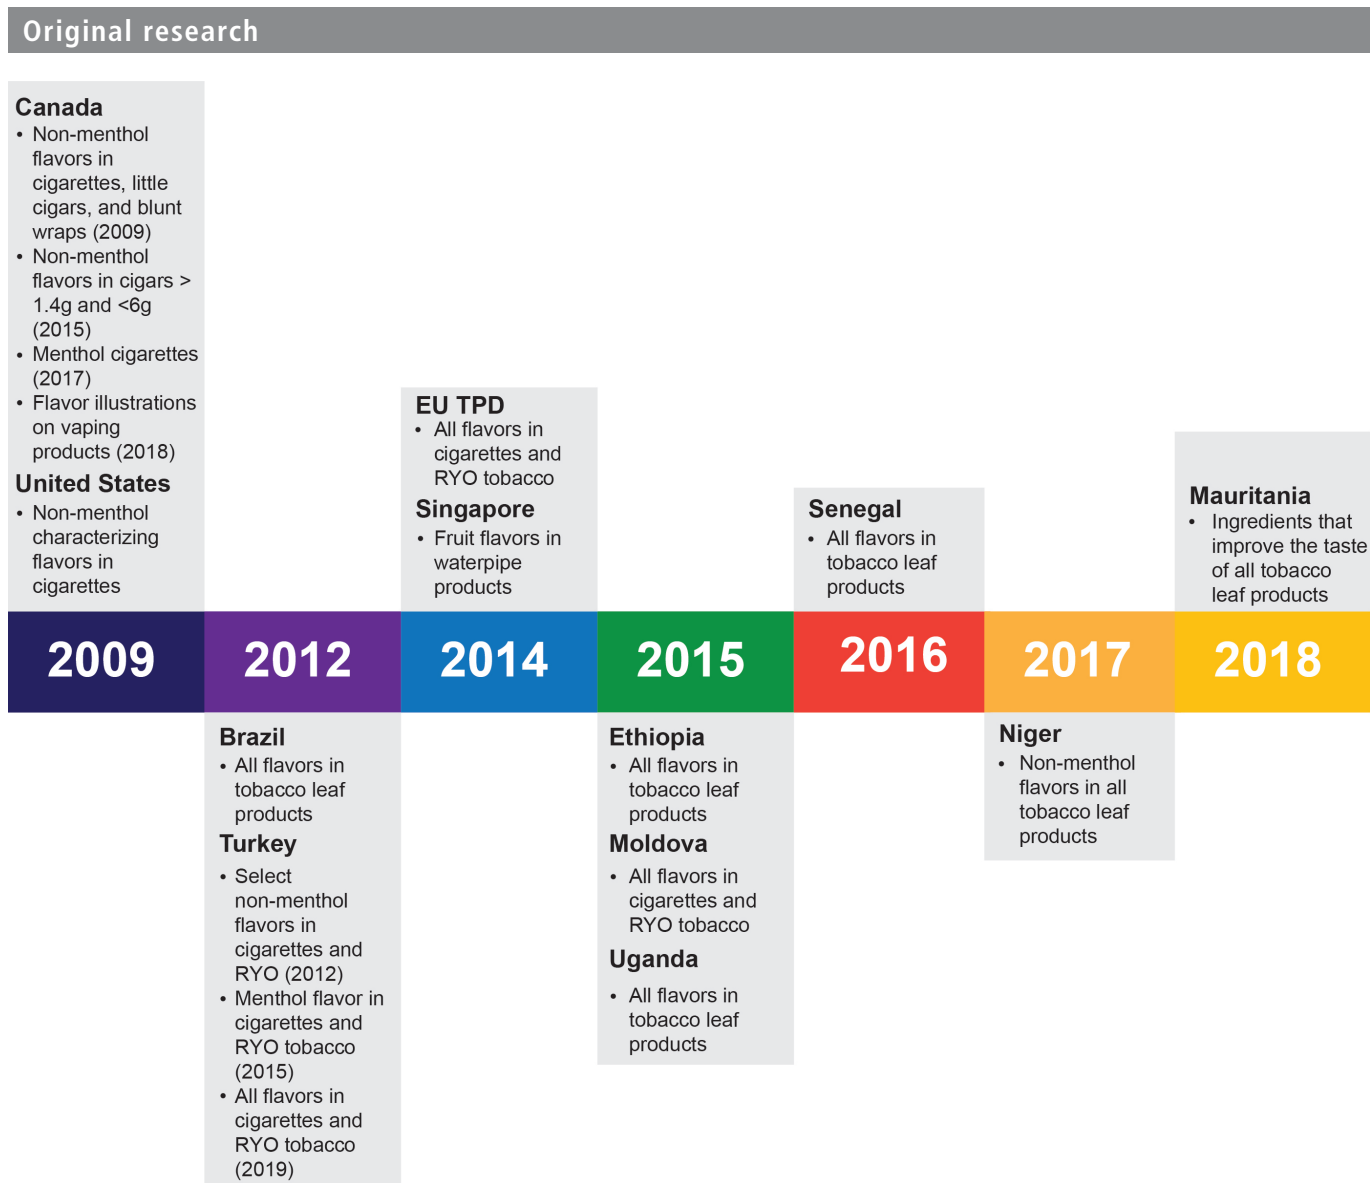 Original research
Canada
• Non-menthol
flavors in
cigarettes, little
cigars, and blunt
wraps (2009)
• Non-menthol
flavors in cigars >
1.4g and <6g
(2015)
• Menthol cigarettes
(2017)
• Flavor illustrations
on vaping
products (2018)
United States
• Non-menthol
characterizing
flavors in
cigarettes
EU TPD
• All flavors in
cigarettes and
RYO tobacco
Singapore
• Fruit flavors in
waterpipe
products
Senegal
• All flavors in
tobacco leaf
products
Mauritania
• Ingredients that
improve the taste
of all tobacco
leaf products
2009 2012 2014 2015 2016 2017 2018
Brazil
• All flavors in
tobacco leaf
products
Turkey
• Select
non-menthol
flavors in
cigarettes and
RYO (2012)
• Menthol flavor in
cigarettes and
RYO tobacco
(2015)
• All flavors in
cigarettes and
RYO tobacco
(2019)
Ethiopia
• All flavors in
tobacco leaf
products
Moldova
• All flavors in
cigarettes and
RYO tobacco
Uganda
• All flavors in
tobacco leaf
products
Niger
• Non-menthol
flavors in all
tobacco leaf
products